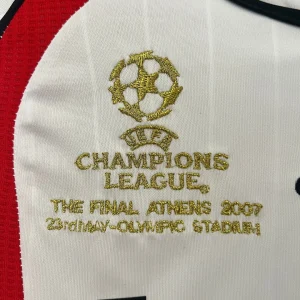 UEFA
CHAMPIONS
LEAGUE®
THE FINAL ATHENS 2007
23rd MAY-OLYMPIC STADIUM